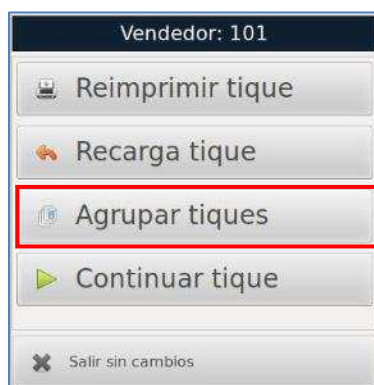 Vendedor: 101
Reimprimir tique
Recarga tique
Agrupar tiques
Continuar tique
Salir sin cambios